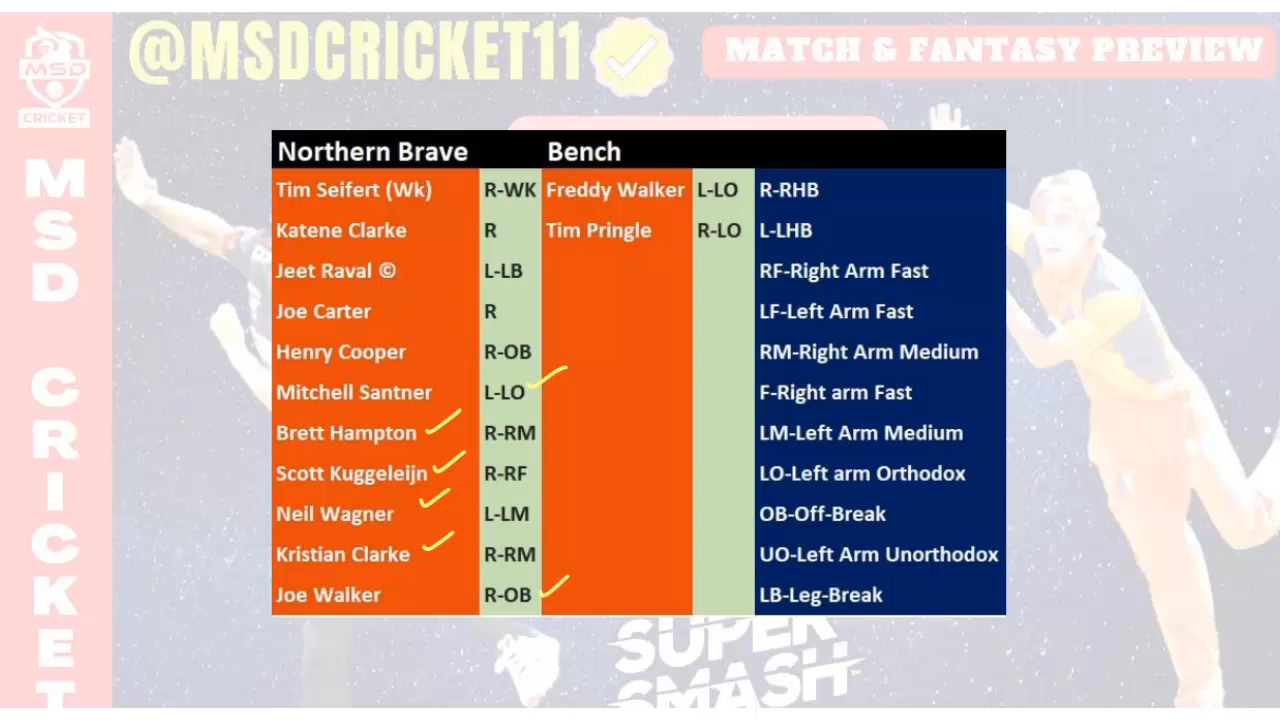 @MSDCRICKET11
MATCH & FANTASY PREVIEW
MSD
CRICKET
MSD CRICKET
Northern Brave Bench
Tim Seifert (Wk) R-WK Freddy Walker L-LO R-RHB
Katene Clarke R Tim Pringle R-LO L-LHB
Jeet Raval © L-LB RF-Right Arm Fast
Joe Carter R LF-Left Arm Fast
Henry Cooper R-OB RM-Right Arm Medium
Mitchell Santner L-LO F-Right arm Fast
Brett Hampton R-RM LM-Left Arm Medium
Scott Kuggeleijn R-RF LO-Left arm Orthodox
Neil Wagner L-LM OB-Off-Break
Kristian Clarke R-RM UO-Left Arm Unorthodox
Joe Walker R-OB LB-Leg-Break
SUPER
SMASH